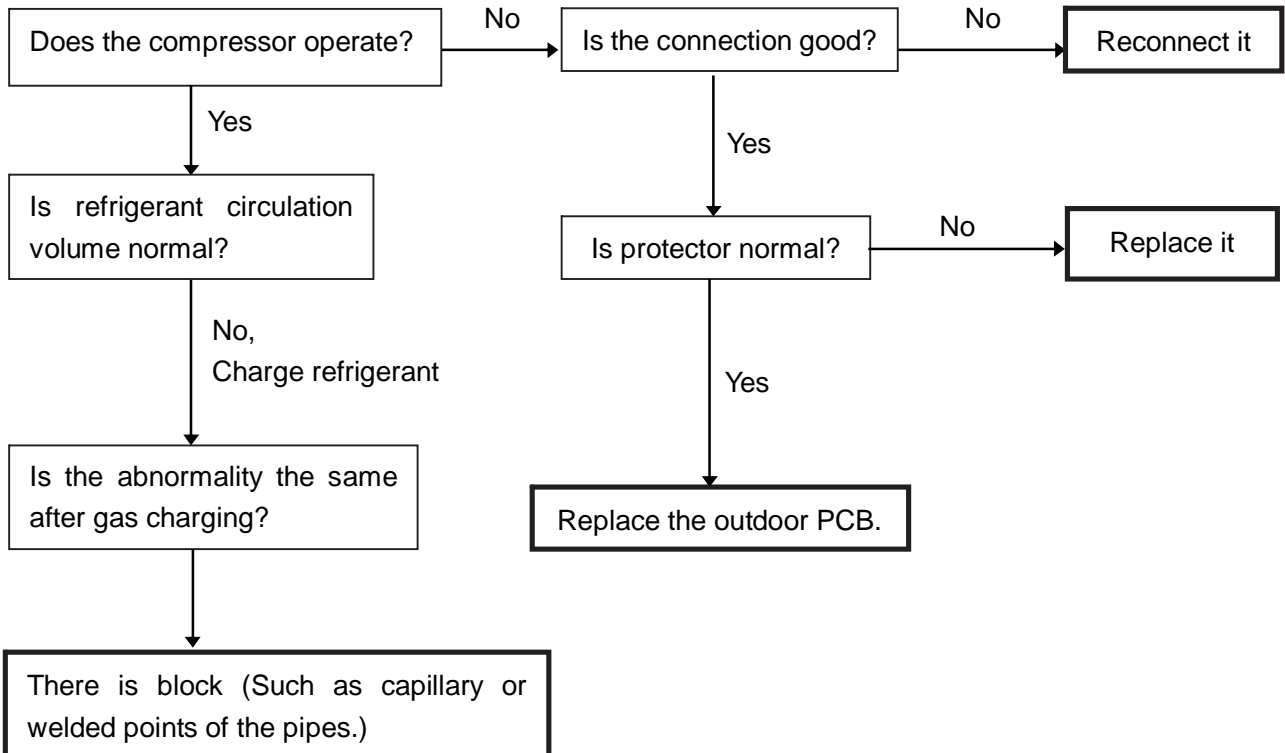 Does the compressor operate?
No
Is the connection good?
No
Reconnect it
Yes
Yes
Is refrigerant circulation
volume normal?
Is protector normal?
No
Replace it
No,
Charge refrigerant
Yes
Is the abnormality the same
after gas charging?
Replace the outdoor PCB.
There is block (Such as capillary or
welded points of the pipes.)